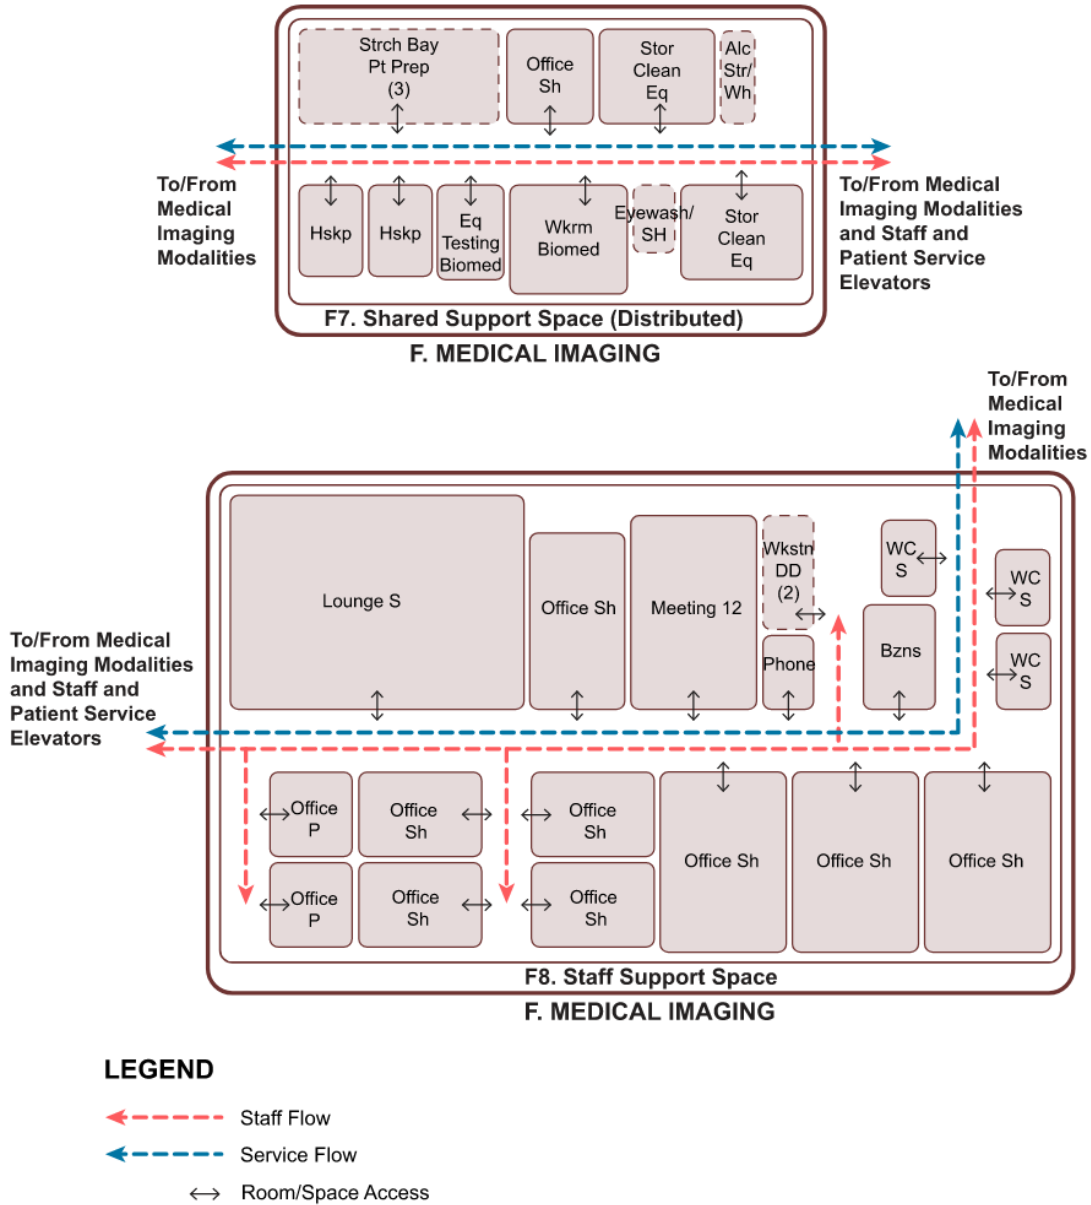 Strch Bay
Pt Prep
(3)
Office
Sh
Stor
Clean
Eq
Alc
Str/
Wh
To/From
Medical
Imaging
Modalities
To/From Medical
Imaging Modalities
and Staff and
Patient Service
Elevators
Hskp
Hskp
Eq
Testing
Biomed
Wkrm
Biomed
Eyewash/
SH
Stor
Clean
Eq
F7. Shared Support Space (Distributed)
F. MEDICAL IMAGING
To/From
Medical
Imaging
Modalities
Lounge S
Office Sh
Meeting 12
Wkstn
DD
(2)
Phone
WC
S
Bzns
WC
S
WC
S
To/From Medical
Imaging Modalities
and Staff and
Patient Service
Elevators
Office
P
Office
Sh
Office
Sh
Office Sh
Office Sh
Office Sh
Office
P
Office
Sh
Office
Sh
F8. Staff Support Space
F. MEDICAL IMAGING
LEGEND
Staff Flow
Service Flow
Room/Space Access